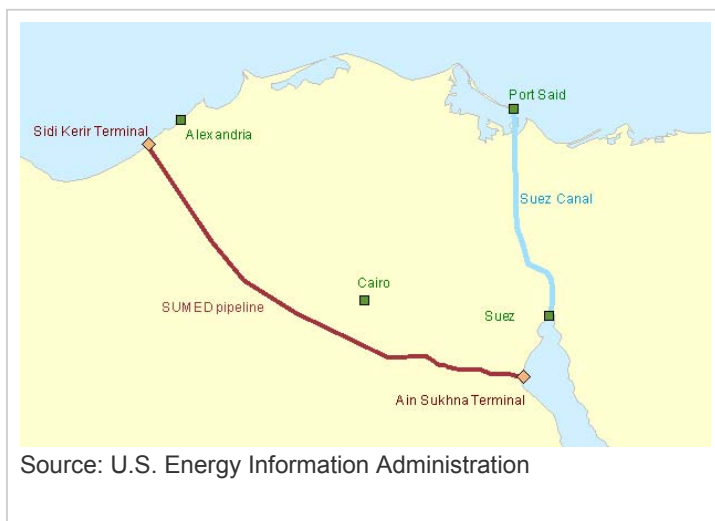 Port Said
Sidi Kerir Terminal
Alexandria
Suez Canal
Cairo
SUMED pipeline
Suez
Ain Sukhna Terminal
Source: U.S. Energy Information Administration